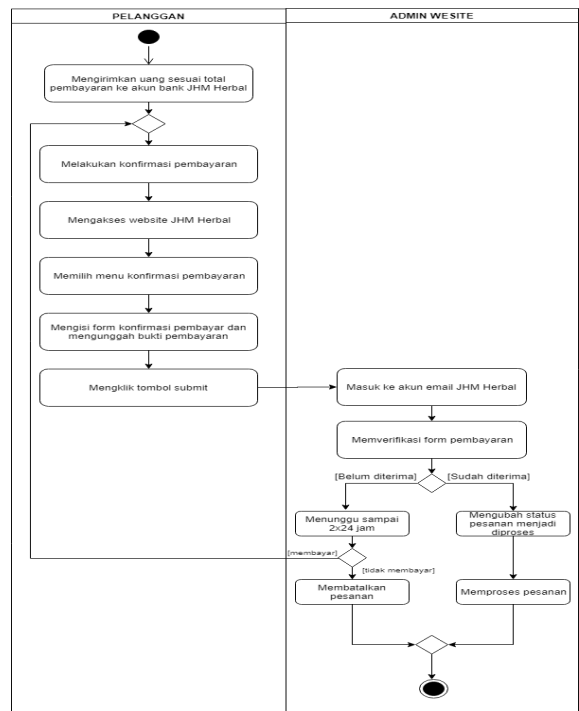 PELANGGAN
ADMIN WESITE
Mengirimkan uang sesuai total
pembayaran ke akun bank JHM Herbal
Melakukan konfirmasi pembayaran
Mengakses website JHM Herbal
Memilih menu konfirmasi pembayaran
Mengisi form konfirmasi pembayar dan
mengunggah bukti pembayaran
Mengklik tombol submit
Masuk ke akun email JHM Herbal
Memverifikasi form pembayaran
[Belum diterima]
[Sudah diterima]
Menunggu sampai
2x24 jam
Mengubah status
pesanan menjadi
diproses
[membayar]
[tidak membayar]
Membatalkan
pesanan
Memproses pesanan